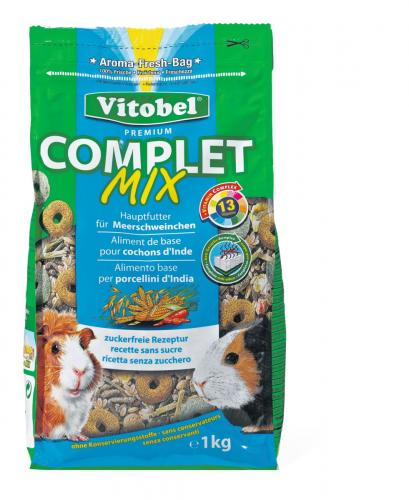 Aroma-Fresh-Bag
Vitobel
PREMIUM
COMPLET
MIX
Hauptfutter
für Meerschweinchen
Aliment de base
pour cochons d'Inde
Alimento base
per porcellini d'India
13
zuckerfreie Rezeptur
recette sans sucre
ricetta senza zucchero
ohne Konservierungsstoffe · sans conservateurs
senza conservanti
℮ 1kg